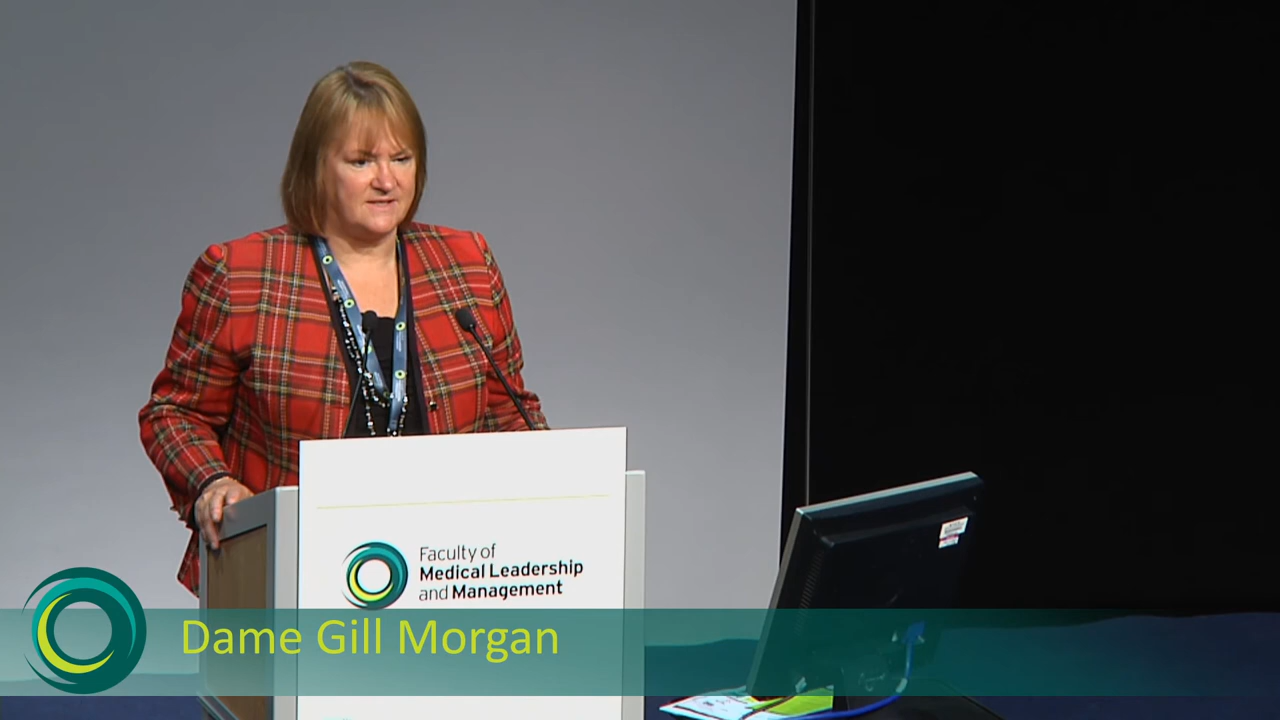 Faculty of
Medical Leadership
and Management
Dame Gill Morgan